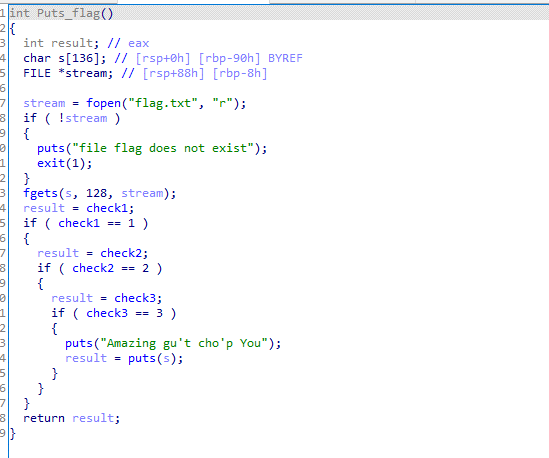 1 int Puts_flag()
2 {
3 int result; // eax
4 char s[136]; // [rsp+0h] [rbp-90h] BYREF
5 FILE *stream; // [rsp+88h] [rbp-8h]
6
7 stream = fopen("flag.txt", "r");
8 if ( !stream )
9 {
0 puts("file flag does not exist");
1 exit(1);
2 }
3 fgets(s, 128, stream);
4 result = check1;
5 if ( check1 == 1 )
6 {
7 result = check2;
8 if ( check2 == 2 )
9 {
0 result = check3;
1 if ( check3 == 3 )
2 {
3 puts("Amazing gu't cho'p You");
4 result = puts(s);
5 }
6 }
7 }
8 return result;
9 }